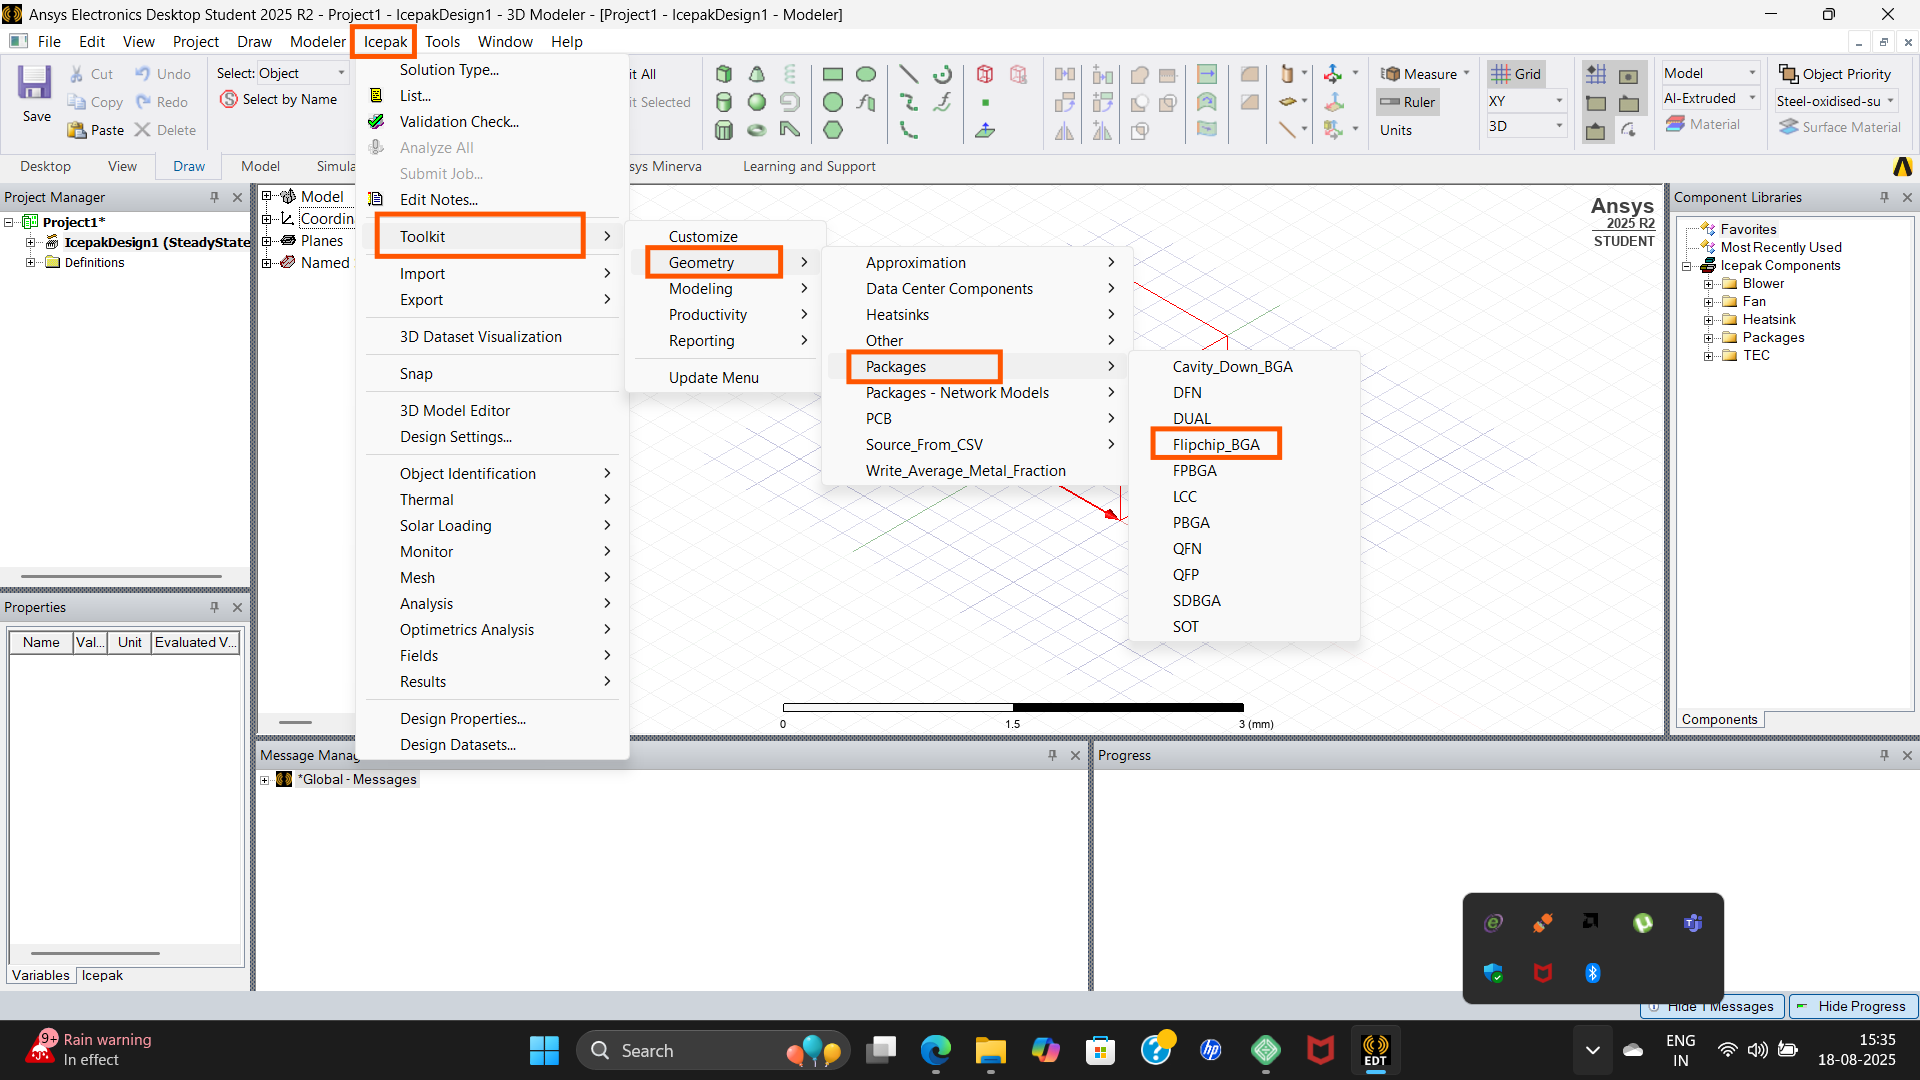 Ansys Electronics Desktop Student 2025 R2 - Project1 - IcepakDesign1 - 3D Modeler - [Project1 - IcepakDesign1 - Modeler]
File Edit View Project Draw Modeler Icepak Tools Window Help
Save
Cut
Copy
Paste
Undo
Redo
Delete
Select: Object
Select by Name
it All
it Selected
Measure
Ruler
Units
Grid
XY
3D
Model
Al-Extruded
Material
Object Priority
Steel-oxidised-su
Surface Material
Desktop View Draw Model Simula
sys Minerva Learning and Support
Project Manager
Project1*
IcepakDesign1 (SteadyState
Definitions
Model
Coordin
Planes
Named
Solution Type...
List...
Validation Check...
Analyze All
Submit Job...
Edit Notes...
Toolkit
Import
Export
3D Dataset Visualization
Snap
3D Model Editor
Design Settings...
Object Identification
Thermal
Solar Loading
Monitor
Mesh
Analysis
Optimetrics Analysis
Fields
Results
Design Properties...
Design Datasets...
Customize
Geometry
Modeling
Productivity
Reporting
Update Menu
Approximation
Data Center Components
Heatsinks
Other
Packages
Packages - Network Models
PCB
Source_From_CSV
Write_Average_Metal_Fraction
Cavity_Down_BGA
DFN
DUAL
Flipchip_BGA
FPBGA
LCC
PBGA
QFN
QFP
SDBGA
SOT
Ansys
2025 R2
STUDENT
0 1.5 3 (mm)
Component Libraries
Favorites
Most Recently Used
Icepak Components
Blower
Fan
Heatsink
Packages
TEC
Components
Properties
Name Val... Unit Evaluated V...
Variables Icepak
Message Manag
*Global - Messages
Progress
Hide 1 Messages Hide Progress
9+
Rain warning
In effect
Search
EDT
ENG
IN
15:35
18-08-2025